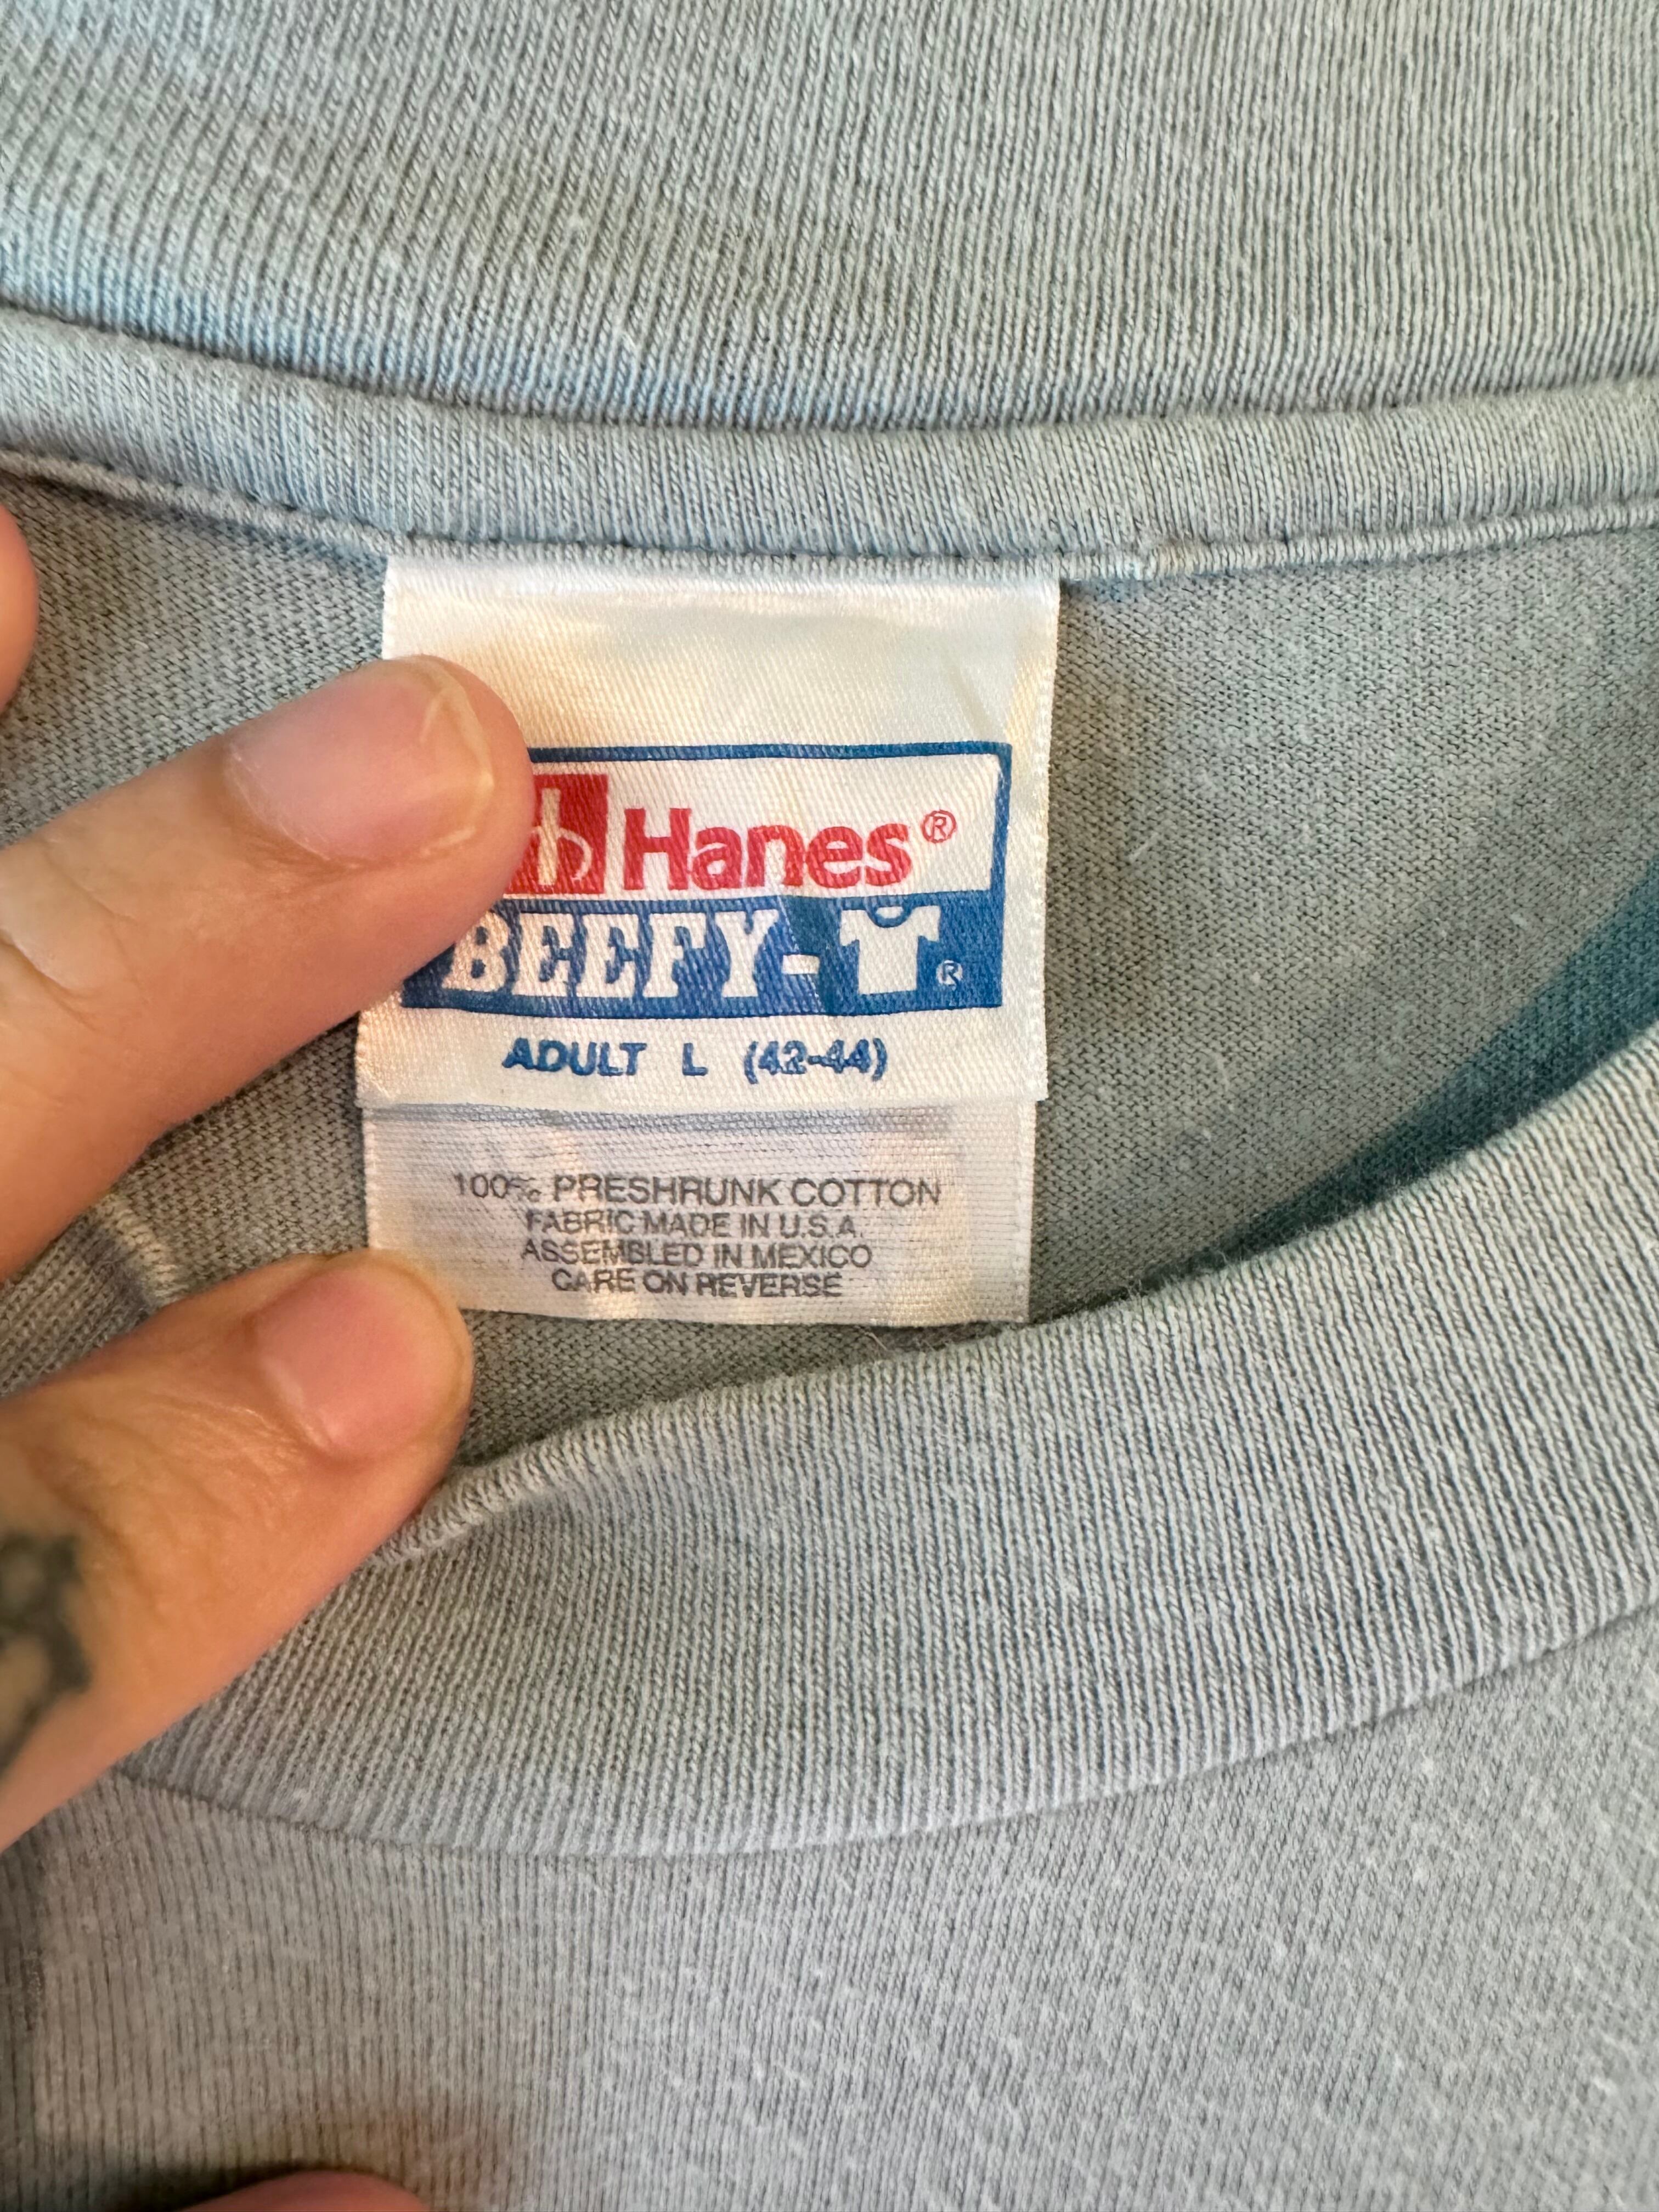 Hanes®
BEEFY-T®
ADULT L (42-44)
100% PRESHRUNK COTTON
FABRIC MADE IN U.S.A.
ASSEMBLED IN MEXICO
CARE ON REVERSE